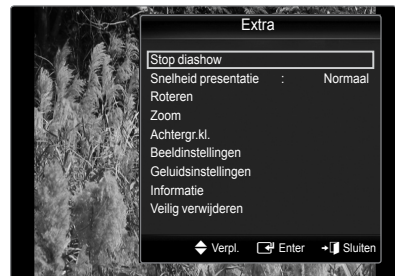 Extra
Stop diashow
Snelheid presentatie : Normaal
Roteren
Zoom
Achtergr.kl.
Beeldinstellingen
Geluidsinstellingen
Informatie
Veilig verwijderen
Verpl. Enter Sluiten